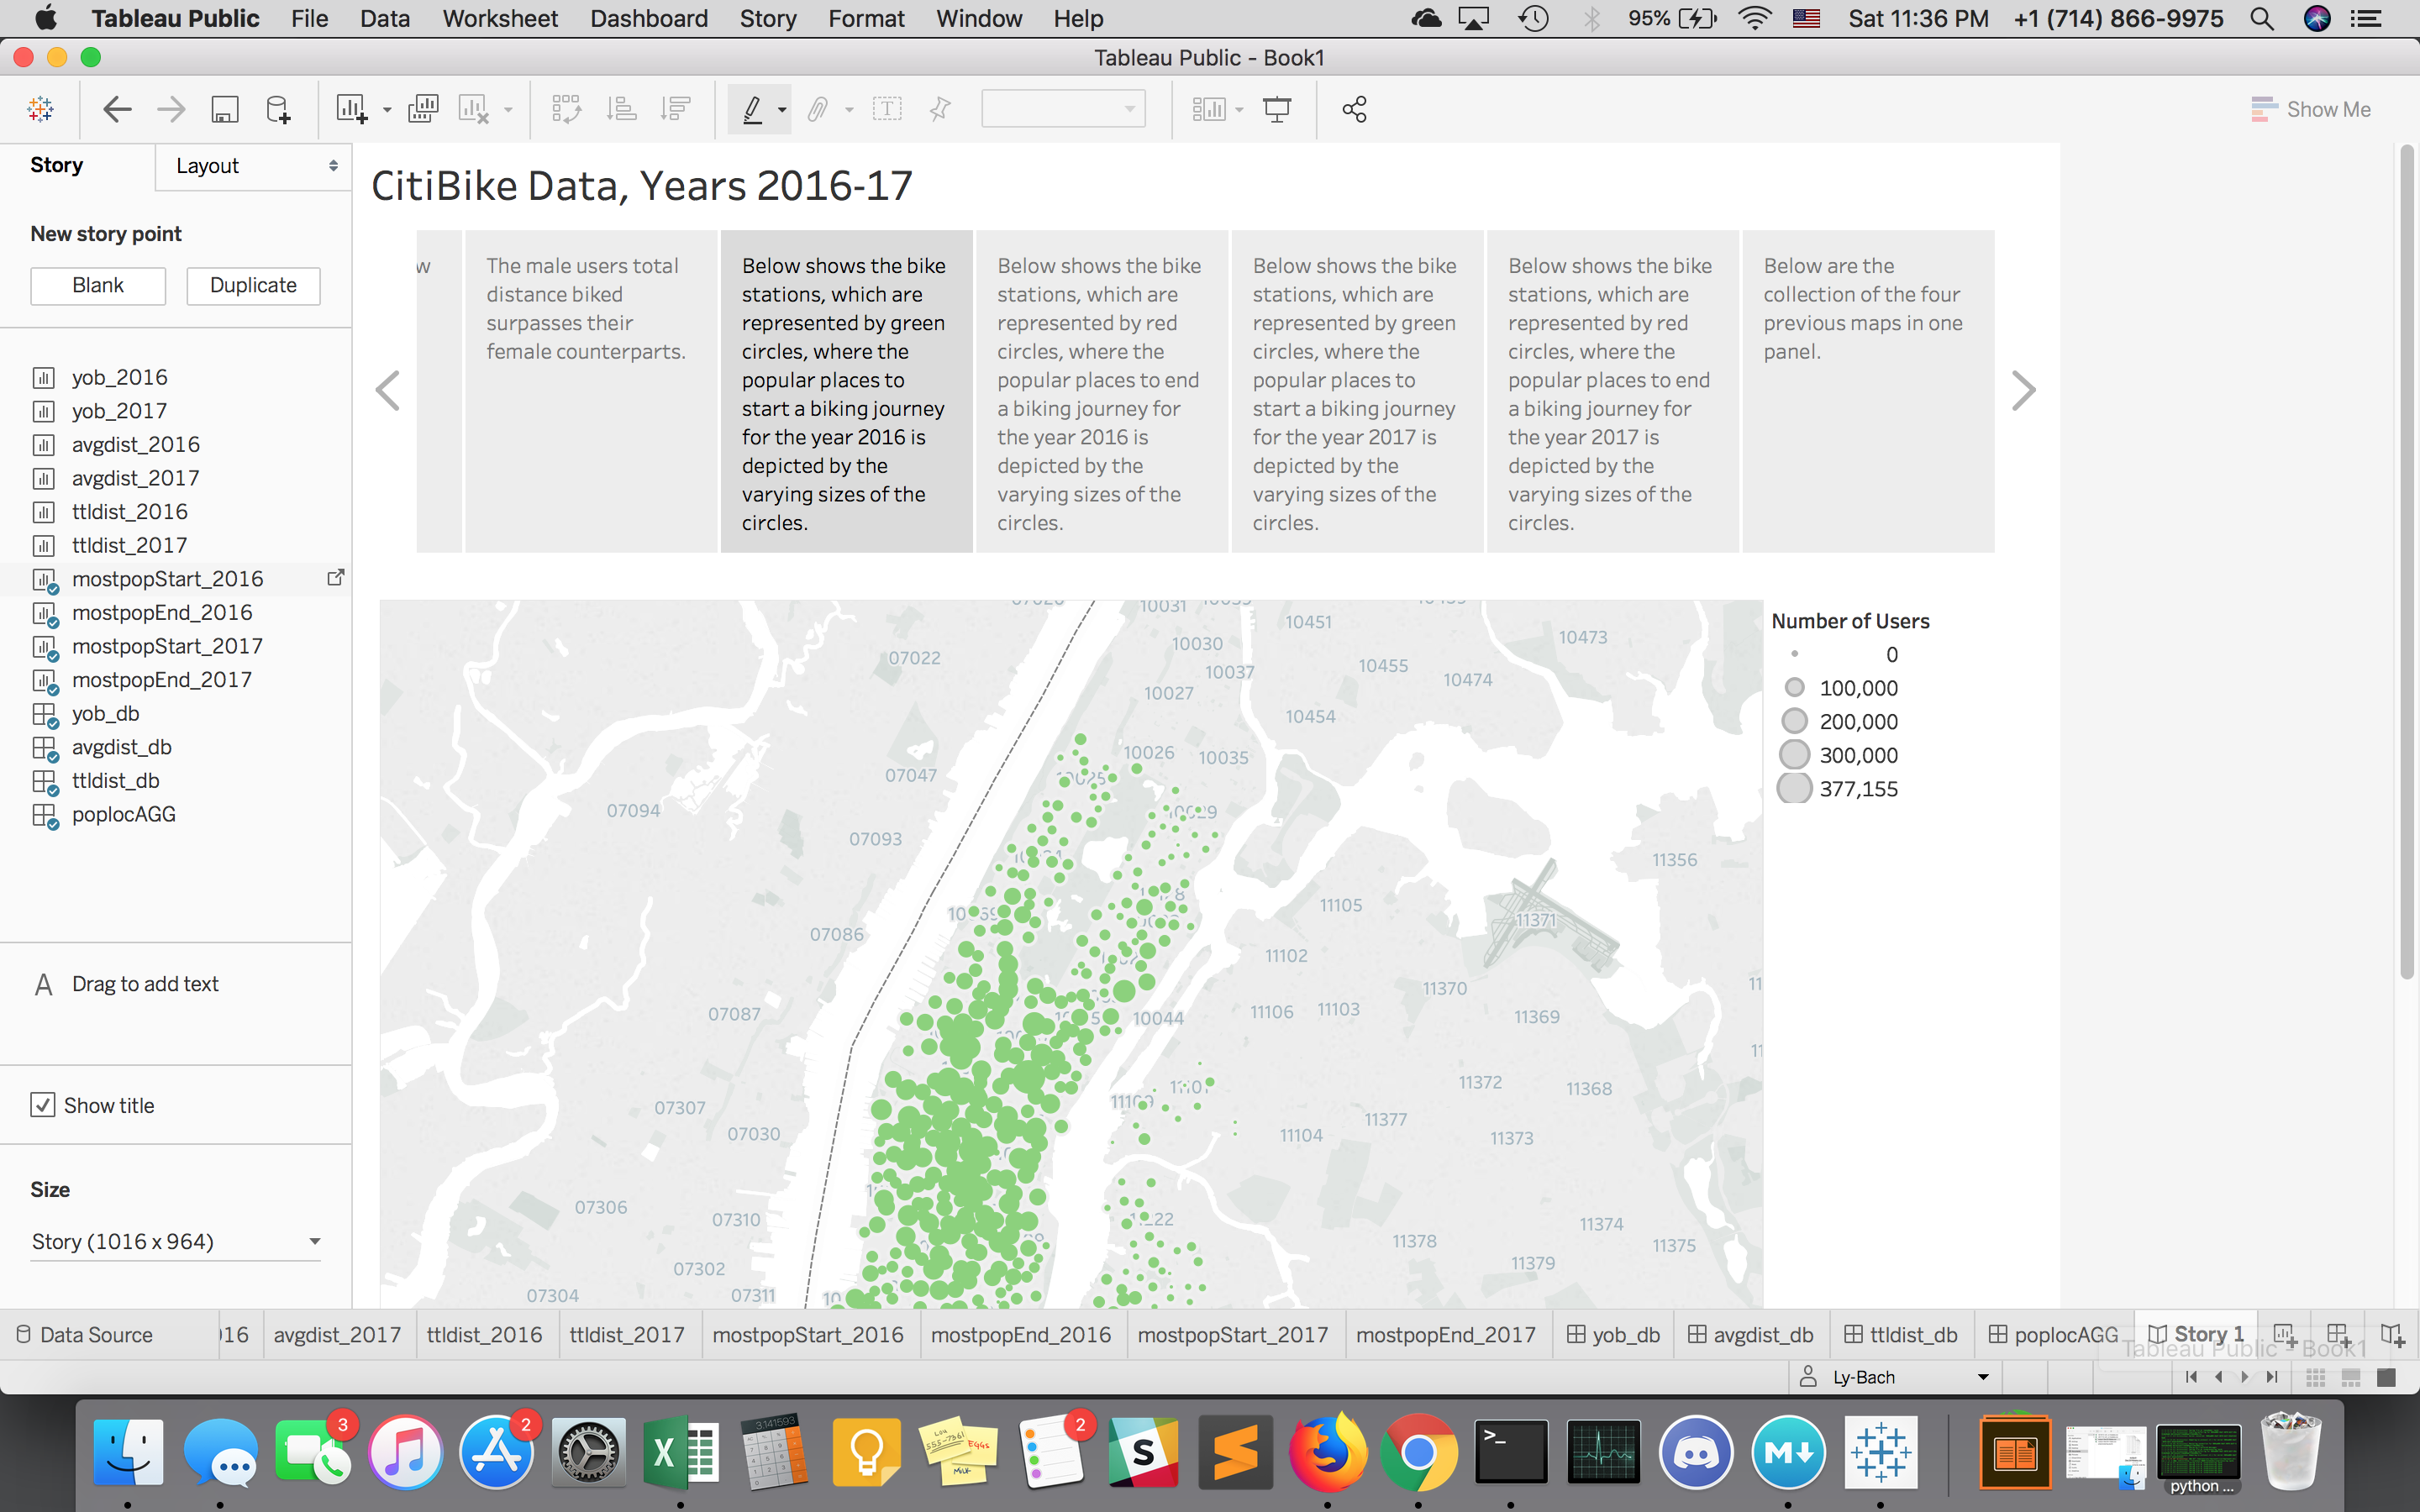 Tableau Public File Data Worksheet Dashboard Story Format Window Help 95% Sat 11:36 PM +1 (714) 866-9975
Tableau Public - Book1
Show Me
Story Layout
New story point
Blank Duplicate
yob_2016
yob_2017
avgdist_2016
avgdist_2017
ttldist_2016
ttldist_2017
mostpopStart_2016
mostpopEnd_2016
mostpopStart_2017
mostpopEnd_2017
yob_db
avgdist_db
ttldist_db
poplocAGG
Drag to add text
Show title
Size
Story (1016 x 964)
CitiBike Data, Years 2016-17
w
The male users total
distance biked
surpasses their
female counterparts.
Below shows the bike
stations, which are
represented by green
circles, where the
popular places to
start a biking journey
for the year 2016 is
depicted by the
varying sizes of the
circles.
Below shows the bike
stations, which are
represented by red
circles, where the
popular places to end
a biking journey for
the year 2016 is
depicted by the
varying sizes of the
circles.
Below shows the bike
stations, which are
represented by green
circles, where the
popular places to
start a biking journey
for the year 2017 is
depicted by the
varying sizes of the
circles.
Below shows the bike
stations, which are
represented by red
circles, where the
popular places to end
a biking journey for
the year 2017 is
depicted by the
varying sizes of the
circles.
Below are the
collection of the four
previous maps in one
panel.
10031
10451
10473
10030
07022
10455
10037
10474
10027
10454
10026
10035
07047
07094
07093
11356
11105
11371
07086
11102
11370
11106
11103
07087
10044
11369
11372
11368
07307
11377
07030
11104
11373
07306
07310
11374
11378
11375
11379
07302
07304
07311
Number of Users
0
100,000
200,000
300,000
377,155
Data Source 16 avgdist_2017 ttldist_2016 ttldist_2017 mostpopStart_2016 mostpopEnd_2016 mostpopStart_2017 mostpopEnd_2017 yob_db avgdist_db ttldist_db poplocAGG Story 1
Tableau Public - Book1
Ly-Bach
3
2
X
3.141593
2
S
>_
M
python ...